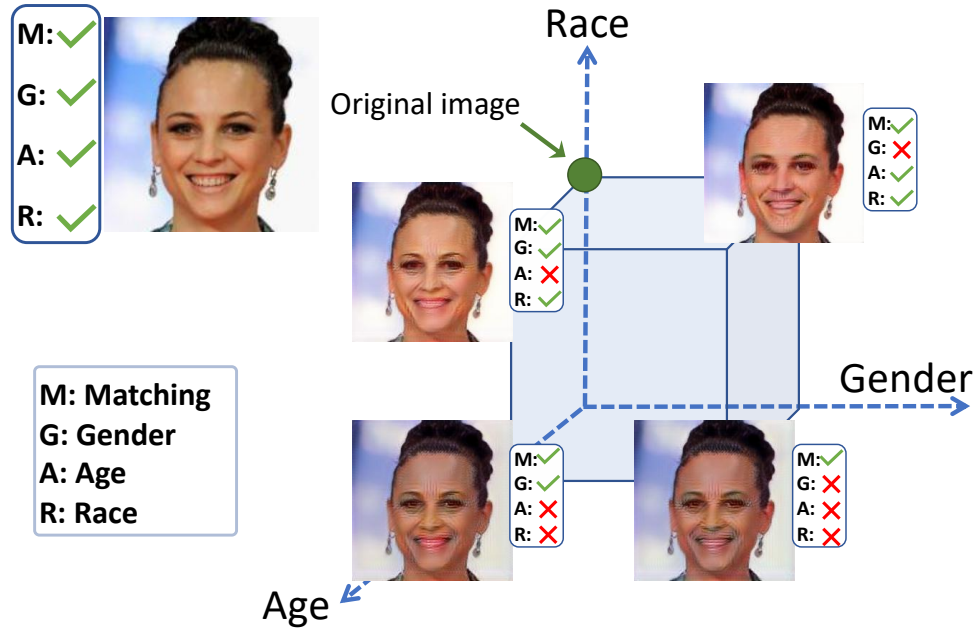 M: ✓
G: ✓
A: ✓
R: ✓
Race
Original image
M: ✓
G: ✗
A: ✓
R: ✓
M: ✓
G: ✓
A: ✗
R: ✓
Gender
M: Matching
G: Gender
A: Age
R: Race
M: ✓
G: ✓
A: ✗
R: ✗
M: ✓
G: ✗
A: ✗
R: ✗
Age